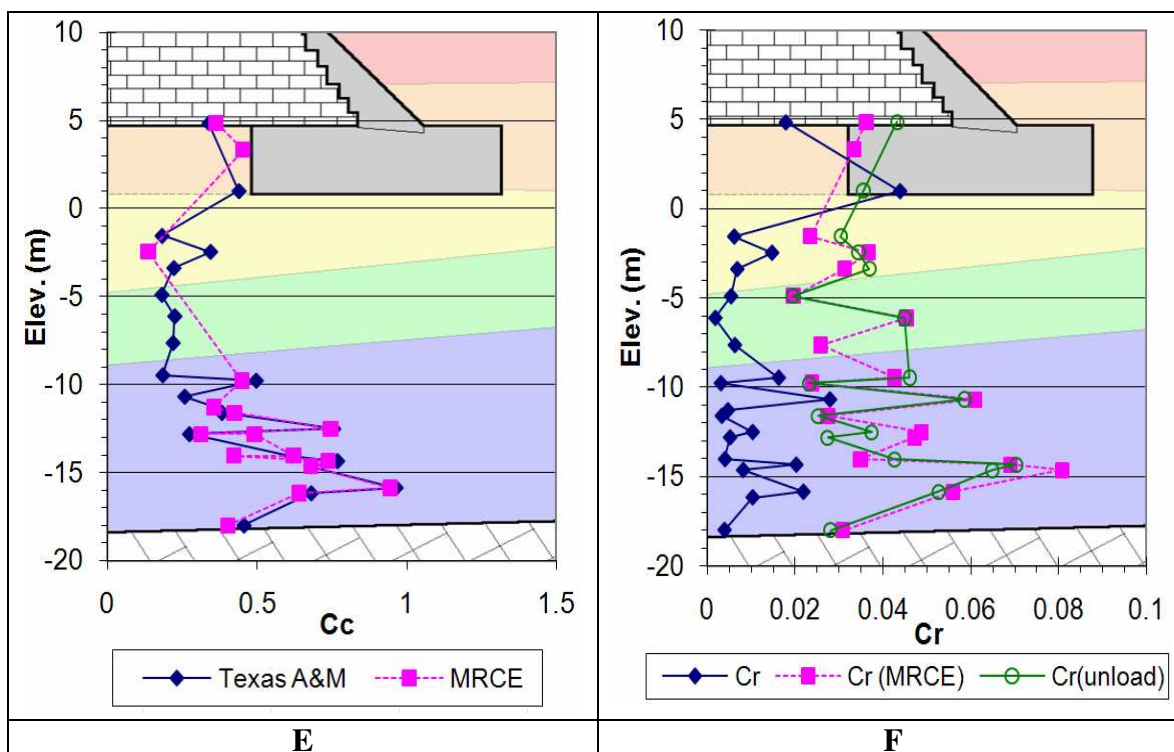 10
5
0
-5
-10
-15
-20
Elev. (m)
0 0.5 1 1.5
Cc
Texas A&M MRCE
E
10
5
0
-5
-10
-15
-20
Elev. (m)
0 0.02 0.04 0.06 0.08 0.1
Cr
Cr Cr (MRCE) Cr(unload)
F